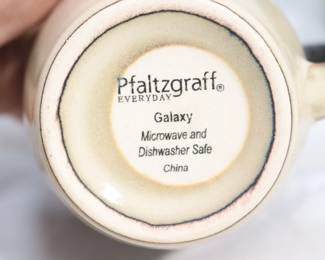 Pfaltzgraff®
EVERYDAY
Galaxy
Microwave and
Dishwasher Safe
China